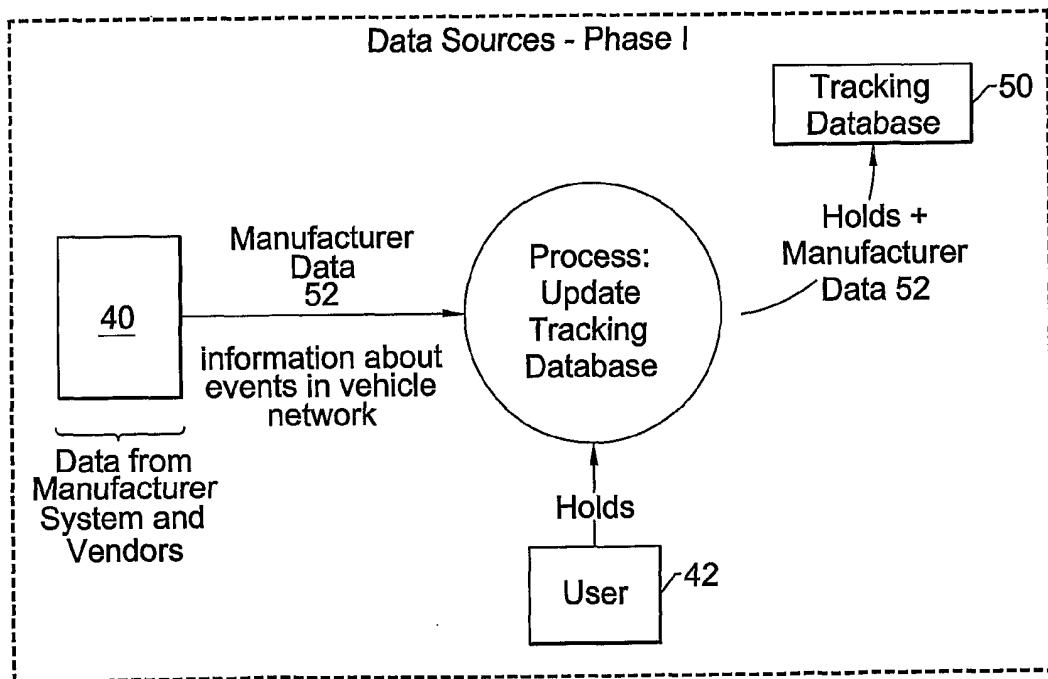 Data Sources - Phase I
Tracking
Database
50
Holds +
Manufacturer
Data 52
Manufacturer
Data
52
40
information about
events in vehicle
network
Process:
Update
Tracking
Database
Data from
Manufacturer
System and
Vendors
Holds
User
42